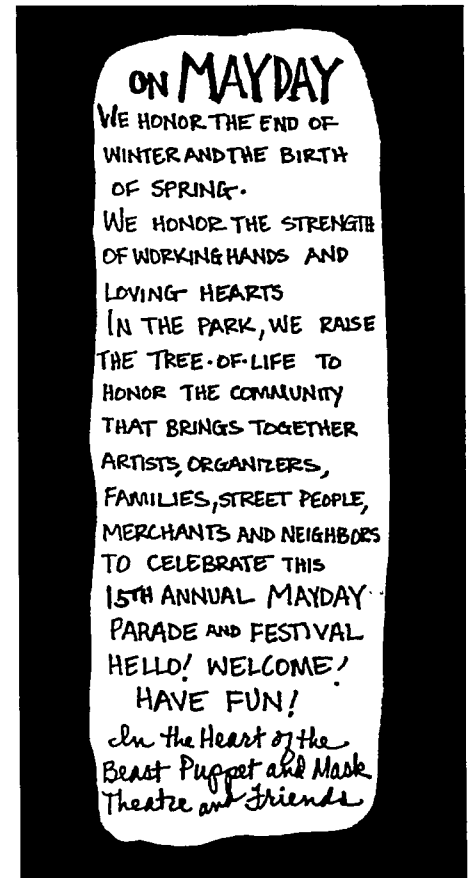 ON MAYDAY
WE HONOR THE END OF
WINTER AND THE BIRTH
OF SPRING.
WE HONOR THE STRENGTH
OF WORKING HANDS AND
LOVING HEARTS
IN THE PARK, WE RAISE
THE TREE·OF·LIFE TO
HONOR THE COMMUNITY
THAT BRINGS TOGETHER
ARTISTS, ORGANIZERS,
FAMILIES, STREET PEOPLE,
MERCHANTS AND NEIGHBORS
TO CELEBRATE THIS
15TH ANNUAL MAYDAY
PARADE AND FESTIVAL
HELLO! WELCOME!
HAVE FUN!
In the Heart of the
Beast Puppet and Mask
Theatre and Friends